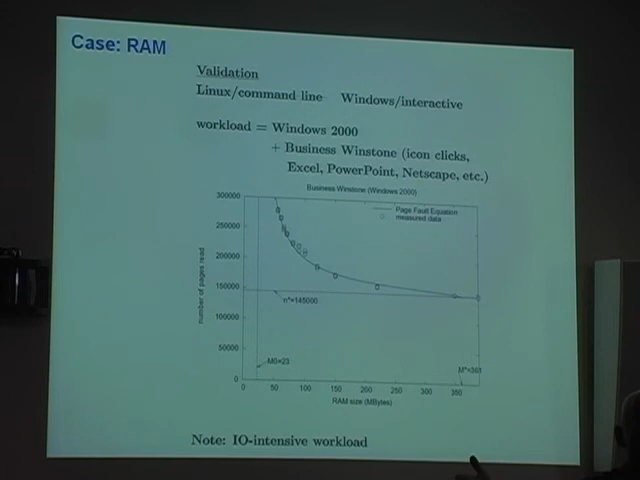 Case: RAM
Validation
Linux/command line Windows/interactive
workload = Windows 2000
+ Business Winstone (icon clicks,
Excel, PowerPoint, Netscape, etc.)
Business Winstone (Windows 2000)
Page Fault Equation
measured data
number of pages read
300000
250000
200000
150000
100000
50000
0
n*=145000
M0=23
M*=361
0 50 100 150 200 250 300 350
RAM size (MBytes)
Note: IO-intensive workload